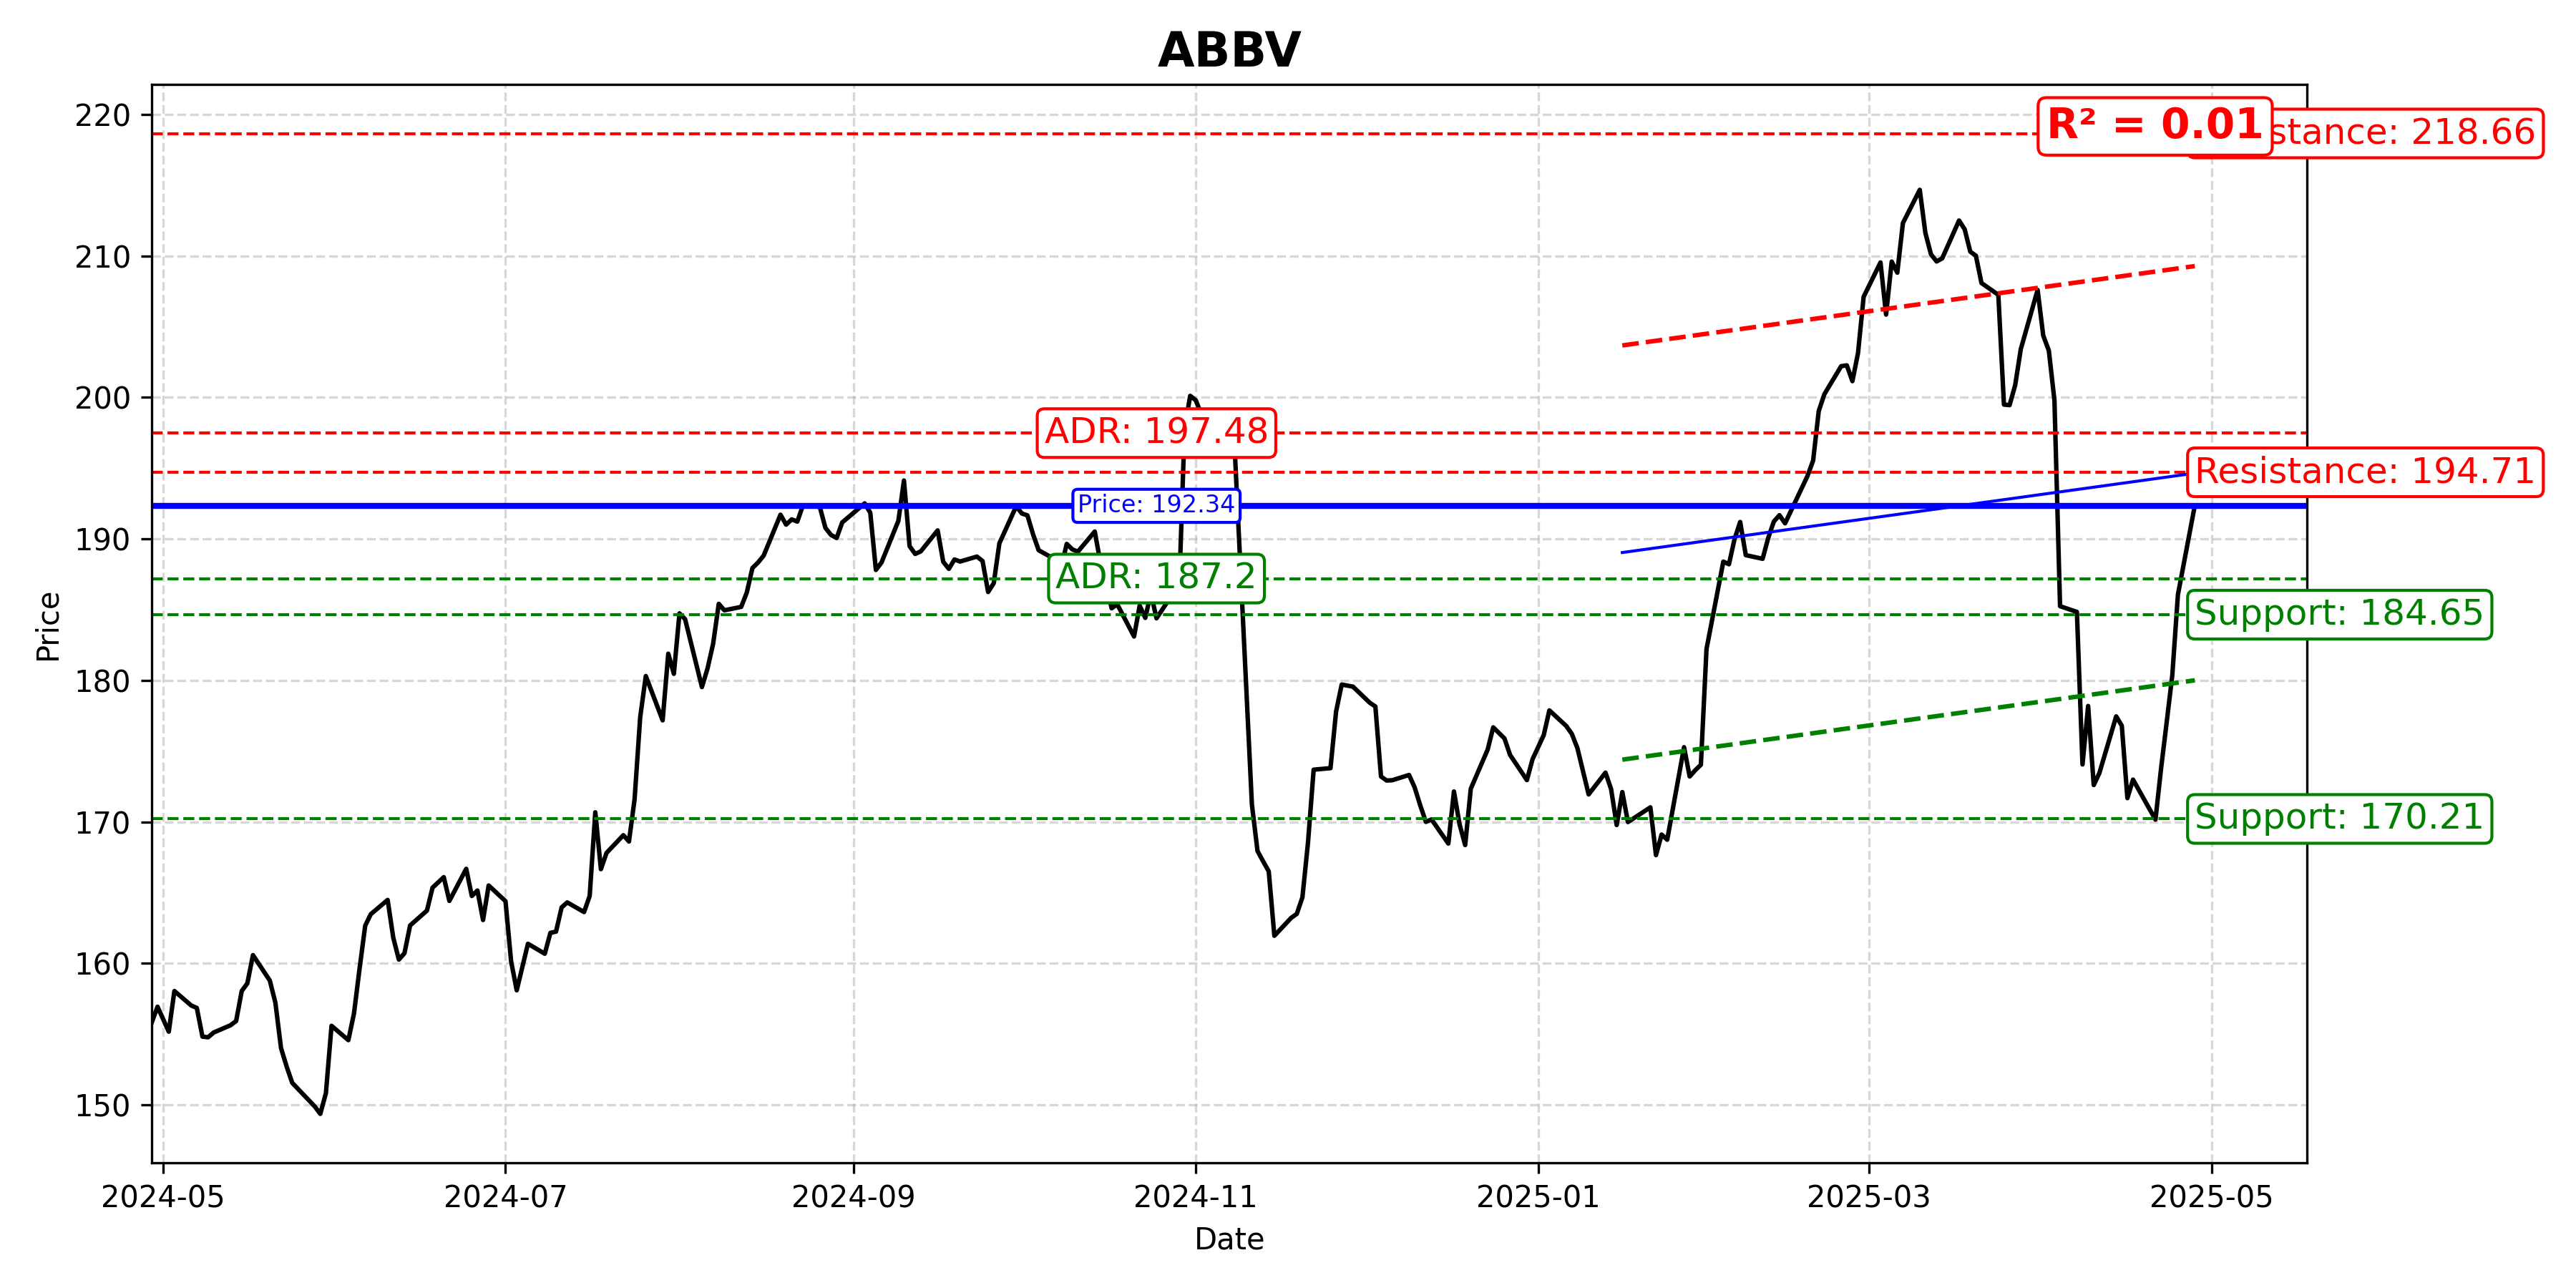 ABBV
220
210
200
190
180
170
160
150
Price
R² = 0.01
stance: 218.66
ADR: 197.48
Resistance: 194.71
Price: 192.34
ADR: 187.2
Support: 184.65
Support: 170.21
2024-05
2024-07
2024-09
2024-11
2025-01
2025-03
2025-05
Date